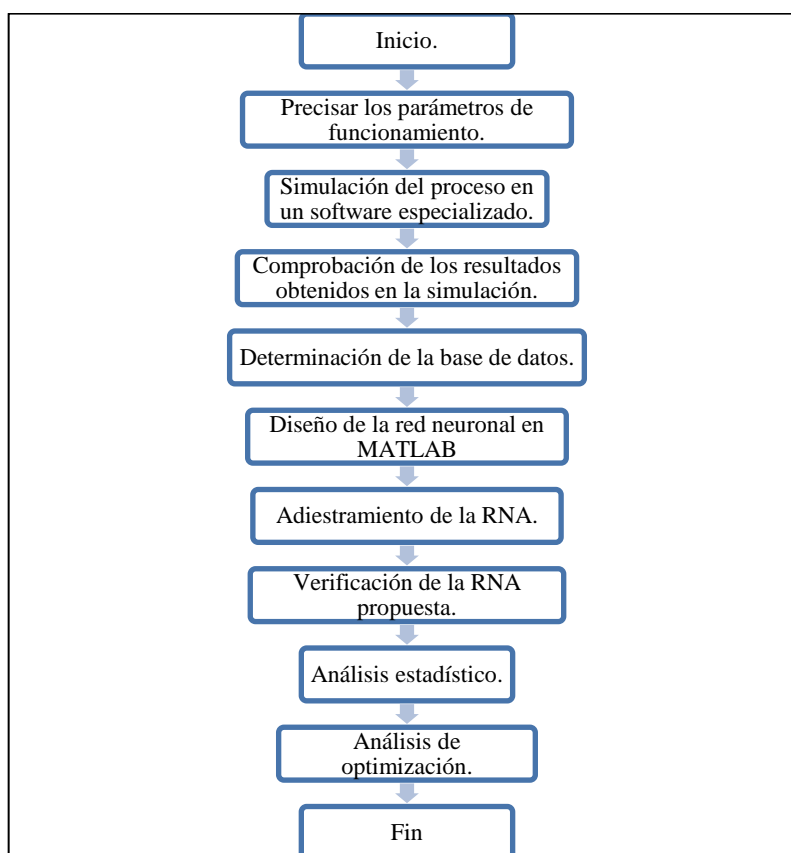 Inicio.
Precisar los parámetros de
funcionamiento.
Simulación del proceso en
un software especializado.
Comprobación de los resultados
obtenidos en la simulación.
Determinación de la base de datos.
Diseño de la red neuronal en
MATLAB
Adiestramiento de la RNA.
Verificación de la RNA
propuesta.
Análisis estadístico.
Análisis de
optimización.
Fin